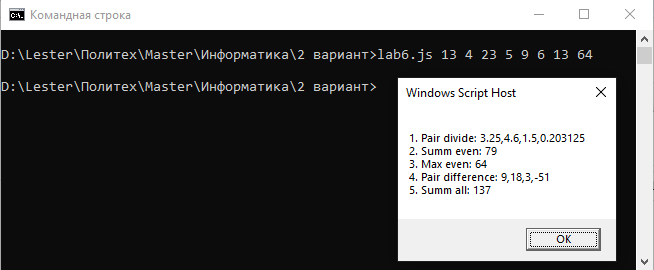 Командная строка
D:\Lester\Политех\Master\Информатика\2 вариант>lab6.js 13 4 23 5 9 6 13 64
D:\Lester\Политех\Master\Информатика\2 вариант>
Windows Script Host
1. Pair divide: 3.25,4.6,1.5,0.203125
2. Summ even: 79
3. Max even: 64
4. Pair difference: 9,18,3,-51
5. Summ all: 137
OK